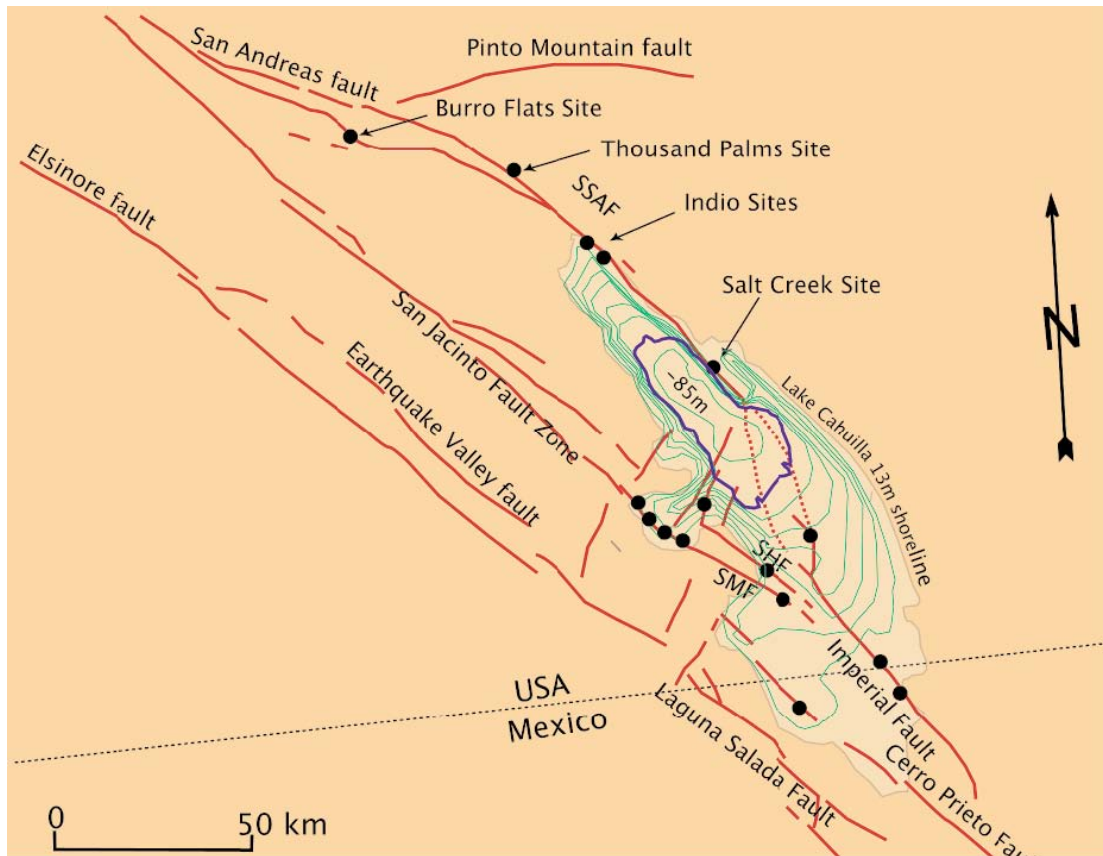 San Andreas fault
Pinto Mountain fault
Burro Flats Site
Thousand Palms Site
Elsinore fault
SSAF
Indio Sites
Salt Creek Site
N
San Jacinto Fault Zone
Earthquake Valley fault
-85m
Lake Cahuilla 13m shoreline
SHF
SMF
Imperial Fault
USA
Mexico
Laguna Salada Fault
Cerro Prieto Fau
0
50 km